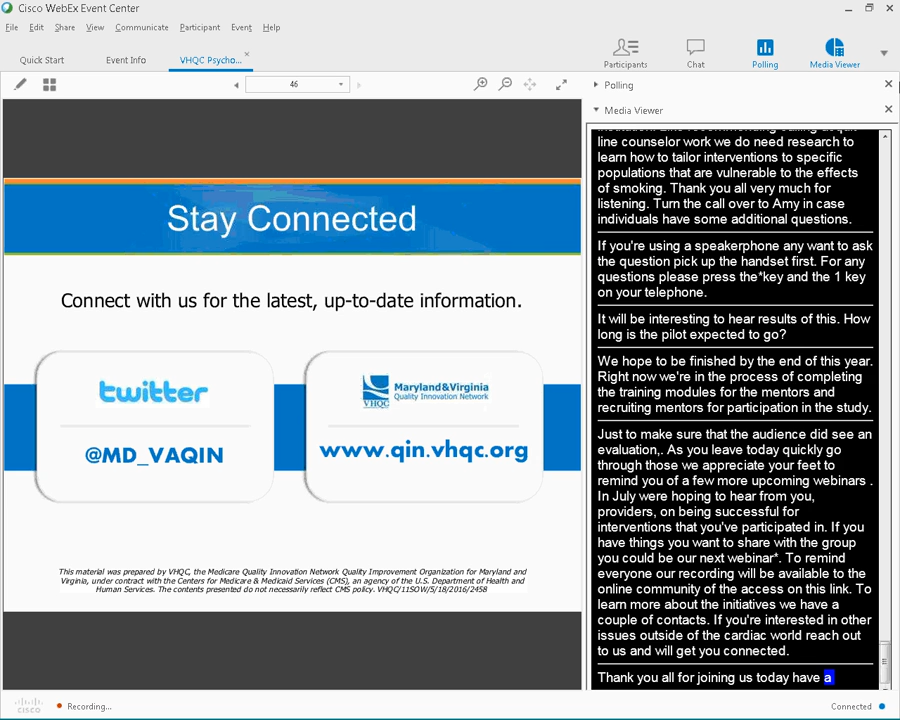 Cisco WebEx Event Center
File Edit Share View Communicate Participant Event Help
Quick Start Event Info VHQC Psycho...
Participants Chat Polling Media Viewer
46
Polling
Media Viewer
Stay Connected
Connect with us for the latest, up-to-date information.
twitter
@MD_VAQIN
VHQC
Maryland&Virginia
Quality Innovation Network
www.qin.vhqc.org
This material was prepared by VHQC, the Medicare Quality Innovation Network Quality Improvement Organization for Maryland and
Virginia, under contract with the Centers for Medicare & Medicaid Services (CMS), an agency of the U.S. Department of Health and
Human Services. The contents presented do not necessarily reflect CMS policy. VHQC/11SOW/5/18/2016/2458
line counselor work we do need research to
learn how to tailor interventions to specific
populations that are vulnerable to the effects
of smoking. Thank you all very much for
listening. Turn the call over to Amy in case
individuals have some additional questions.
If you're using a speakerphone any want to ask
the question pick up the handset first. For any
questions please press the*key and the 1 key
on your telephone.
It will be interesting to hear results of this. How
long is the pilot expected to go?
We hope to be finished by the end of this year.
Right now we're in the process of completing
the training modules for the mentors and
recruiting mentors for participation in the study.
Just to make sure that the audience did see an
evaluation,. As you leave today quickly go
through those we appreciate your feet to
remind you of a few more upcoming webinars .
In July were hoping to hear from you,
providers, on being successful for
interventions that you've participated in. If you
have things you want to share with the group
you could be our next webinar*. To remind
everyone our recording will be available to the
online community of the access on this link. To
learn more about the initiatives we have a
couple of contacts. If you're interested in other
issues outside of the cardiac world reach out
to us and will get you connected.
Thank you all for joining us today have a
cisco
Recording...
Connected